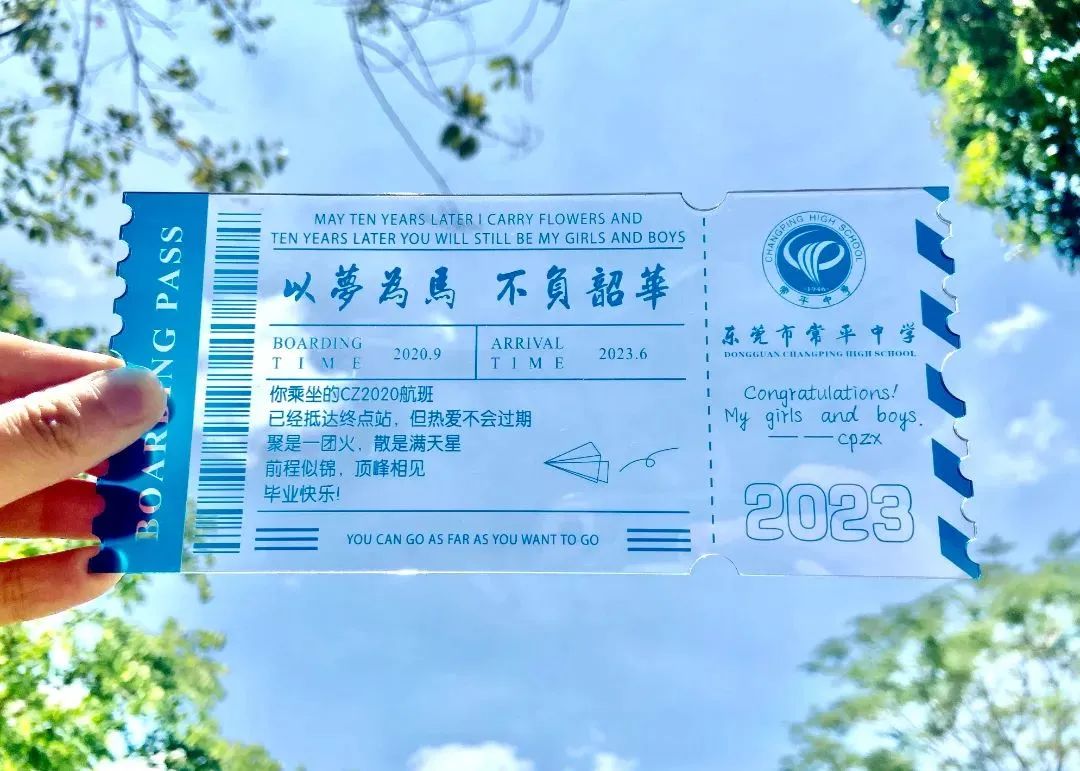 BOARDING PASS
MAY TEN YEARS LATER I CARRY FLOWERS AND
TEN YEARS LATER YOU WILL STILL BE MY GIRLS AND BOYS
以夢為馬 不負韶華
BOARDING TIME 2020.9
ARRIVAL TIME 2023.6
你乘坐的CZ2020航班
已经抵达终点站，但热爱不会过期
聚是一团火，散是满天星
前程似锦，顶峰相见
毕业快乐!
YOU CAN GO AS FAR AS YOU WANT TO GO
CHANGPING HIGH SCHOOL
·1946·
常平中学
东莞市常平中学
DONGGUAN CHANGPING HIGH SCHOOL
Congratulations!
My girls and boys.
——cpzx
2023